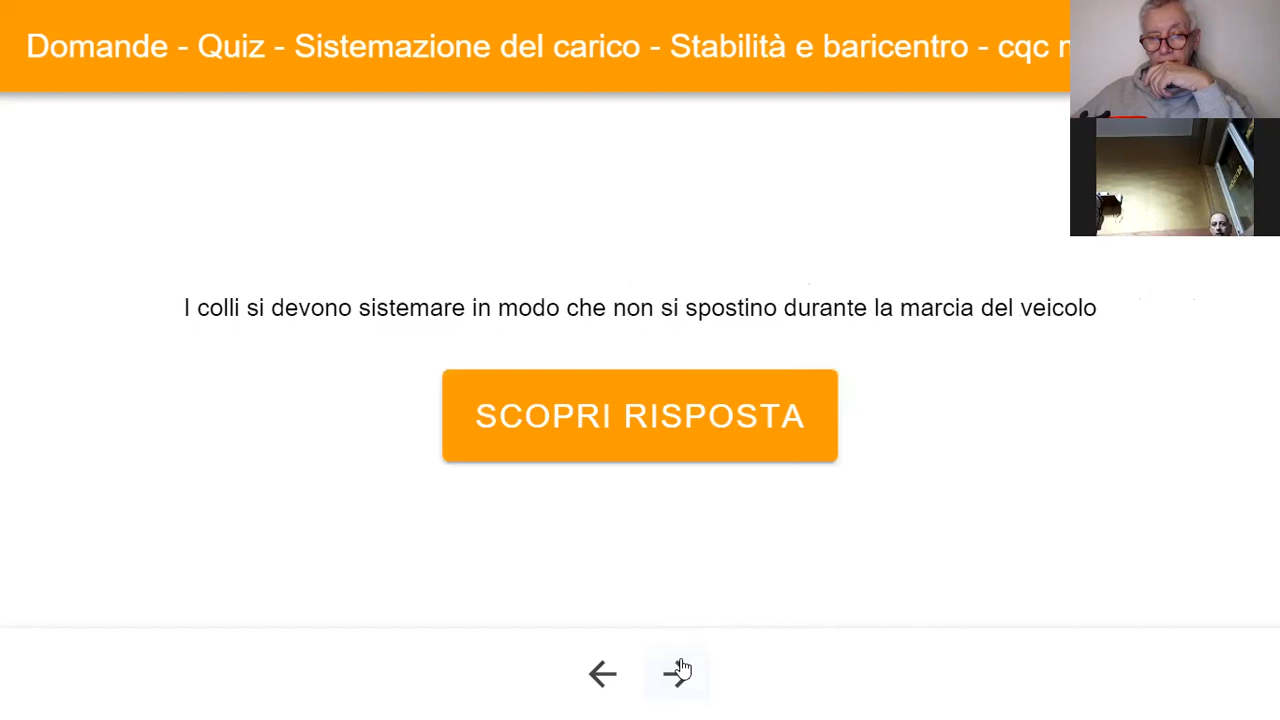 Domande - Quiz - Sistemazione del carico - Stabilità e baricentro - cqc
I colli si devono sistemare in modo che non si spostino durante la marcia del veicolo
SCOPRI RISPOSTA